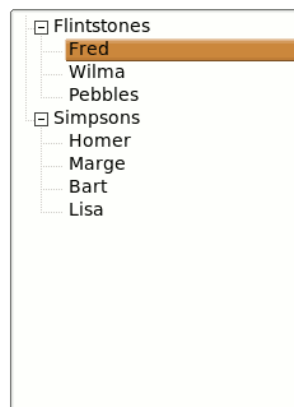 Flintstones
Fred
Wilma
Pebbles
Simpsons
Homer
Marge
Bart
Lisa